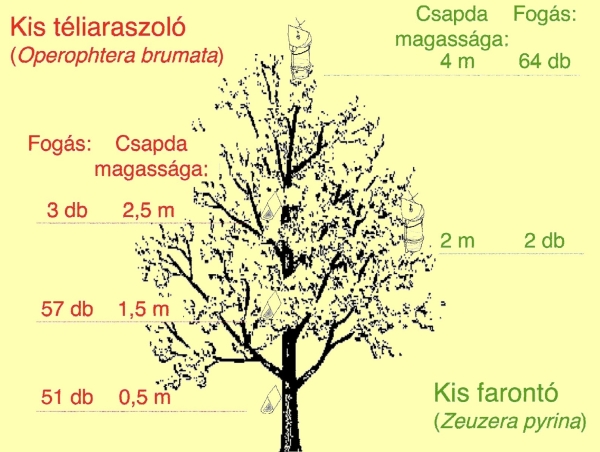 Kis téliaraszoló
(Operophtera brumata)
Fogás: Csapda
magassága:
3 db 2,5 m
57 db 1,5 m
51 db 0,5 m
Csapda Fogás:
magassága:
4 m 64 db
2 m 2 db
Kis farontó
(Zeuzera pyrina)